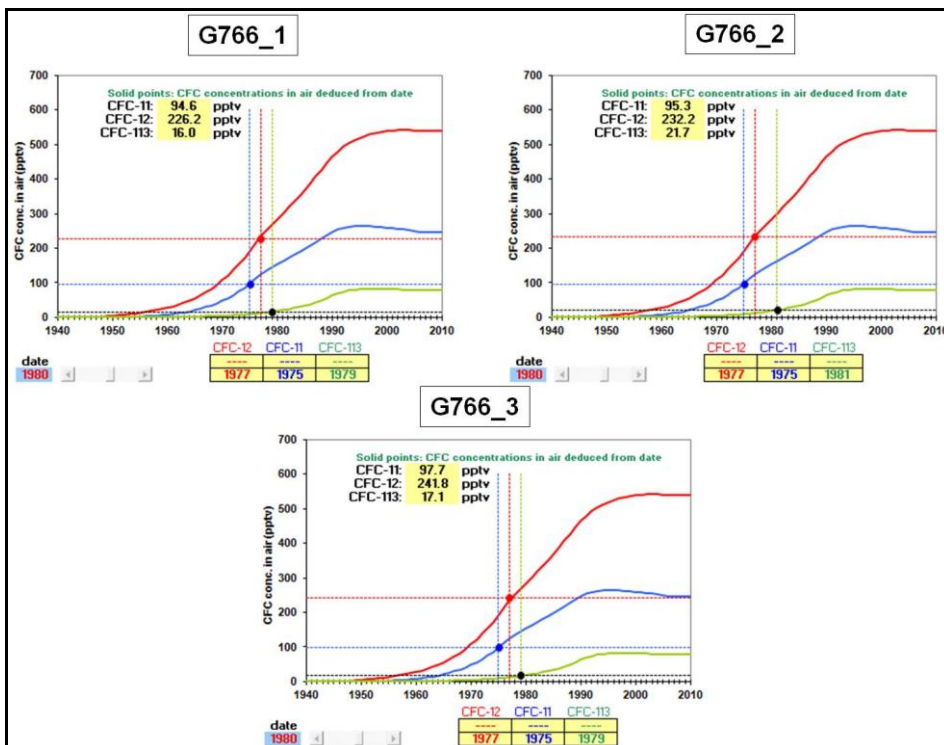 G766_1
Solid points: CFC concentrations in air deduced from date
CFC-11: 94.6 pptv
CFC-12: 226.2 pptv
CFC-113: 16.0 pptv
CFC conc. in air (pptv)
700
600
500
400
300
200
100
0
1940 1950 1960 1970 1980 1990 2000 2010
CFC-12 CFC-11 CFC-113
---- ---- ----
1977 1975 1979
date
1980
G766_2
Solid points: CFC concentrations in air deduced from date
CFC-11: 95.3 pptv
CFC-12: 232.2 pptv
CFC-113: 21.7 pptv
CFC conc. in air (pptv)
700
600
500
400
300
200
100
0
1940 1950 1960 1970 1980 1990 2000 2010
CFC-12 CFC-11 CFC-113
---- ---- ----
1977 1975 1981
date
1980
G766_3
Solid points: CFC concentrations in air deduced from date
CFC-11: 97.7 pptv
CFC-12: 241.8 pptv
CFC-113: 17.1 pptv
CFC conc. in air (pptv)
700
600
500
400
300
200
100
0
1940 1950 1960 1970 1980 1990 2000 2010
CFC-12 CFC-11 CFC-113
---- ---- ----
1977 1975 1979
date
1980